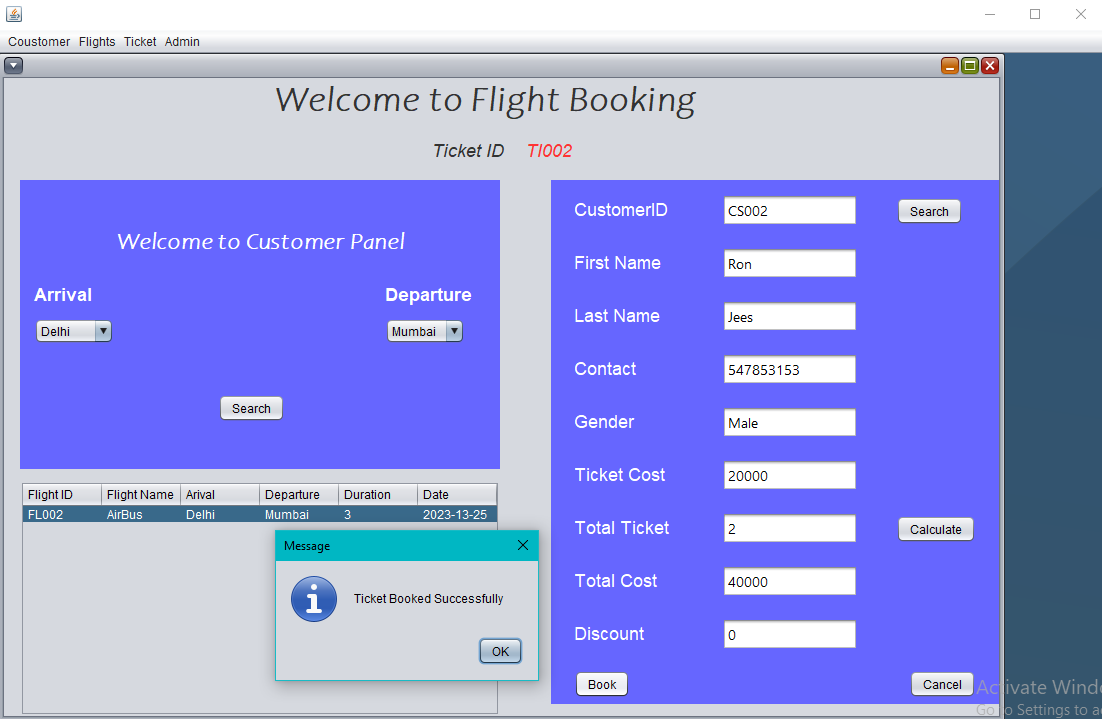 Coustomer Flights Ticket Admin
Welcome to Flight Booking
Ticket ID TI002
Welcome to Customer Panel
Arrival Departure
Delhi Mumbai
Search
Flight ID Flight Name Arival Departure Duration Date
FL002 AirBus Delhi Mumbai 3 2023-13-25
Message
Ticket Booked Successfully
OK
CustomerID CS002 Search
First Name Ron
Last Name Jees
Contact 547853153
Gender Male
Ticket Cost 20000
Total Ticket 2 Calculate
Total Cost 40000
Discount 0
Book Cancel
Activate Windo
Go to Settings to a